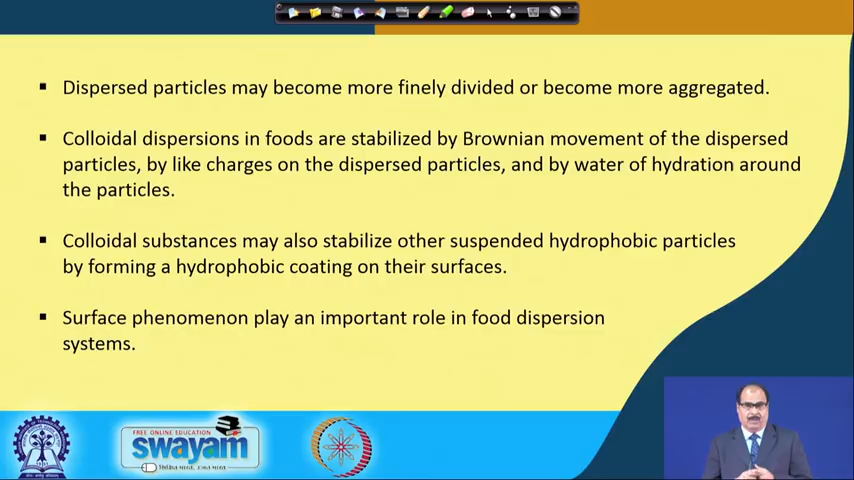 Dispersed particles may become more finely divided or become more aggregated.
Colloidal dispersions in foods are stabilized by Brownian movement of the dispersed
particles, by like charges on the dispersed particles, and by water of hydration around
the particles.
Colloidal substances may also stabilize other suspended hydrophobic particles
by forming a hydrophobic coating on their surfaces.
Surface phenomenon play an important role in food dispersion
systems.
FREE ONLINE EDUCATION
swayam